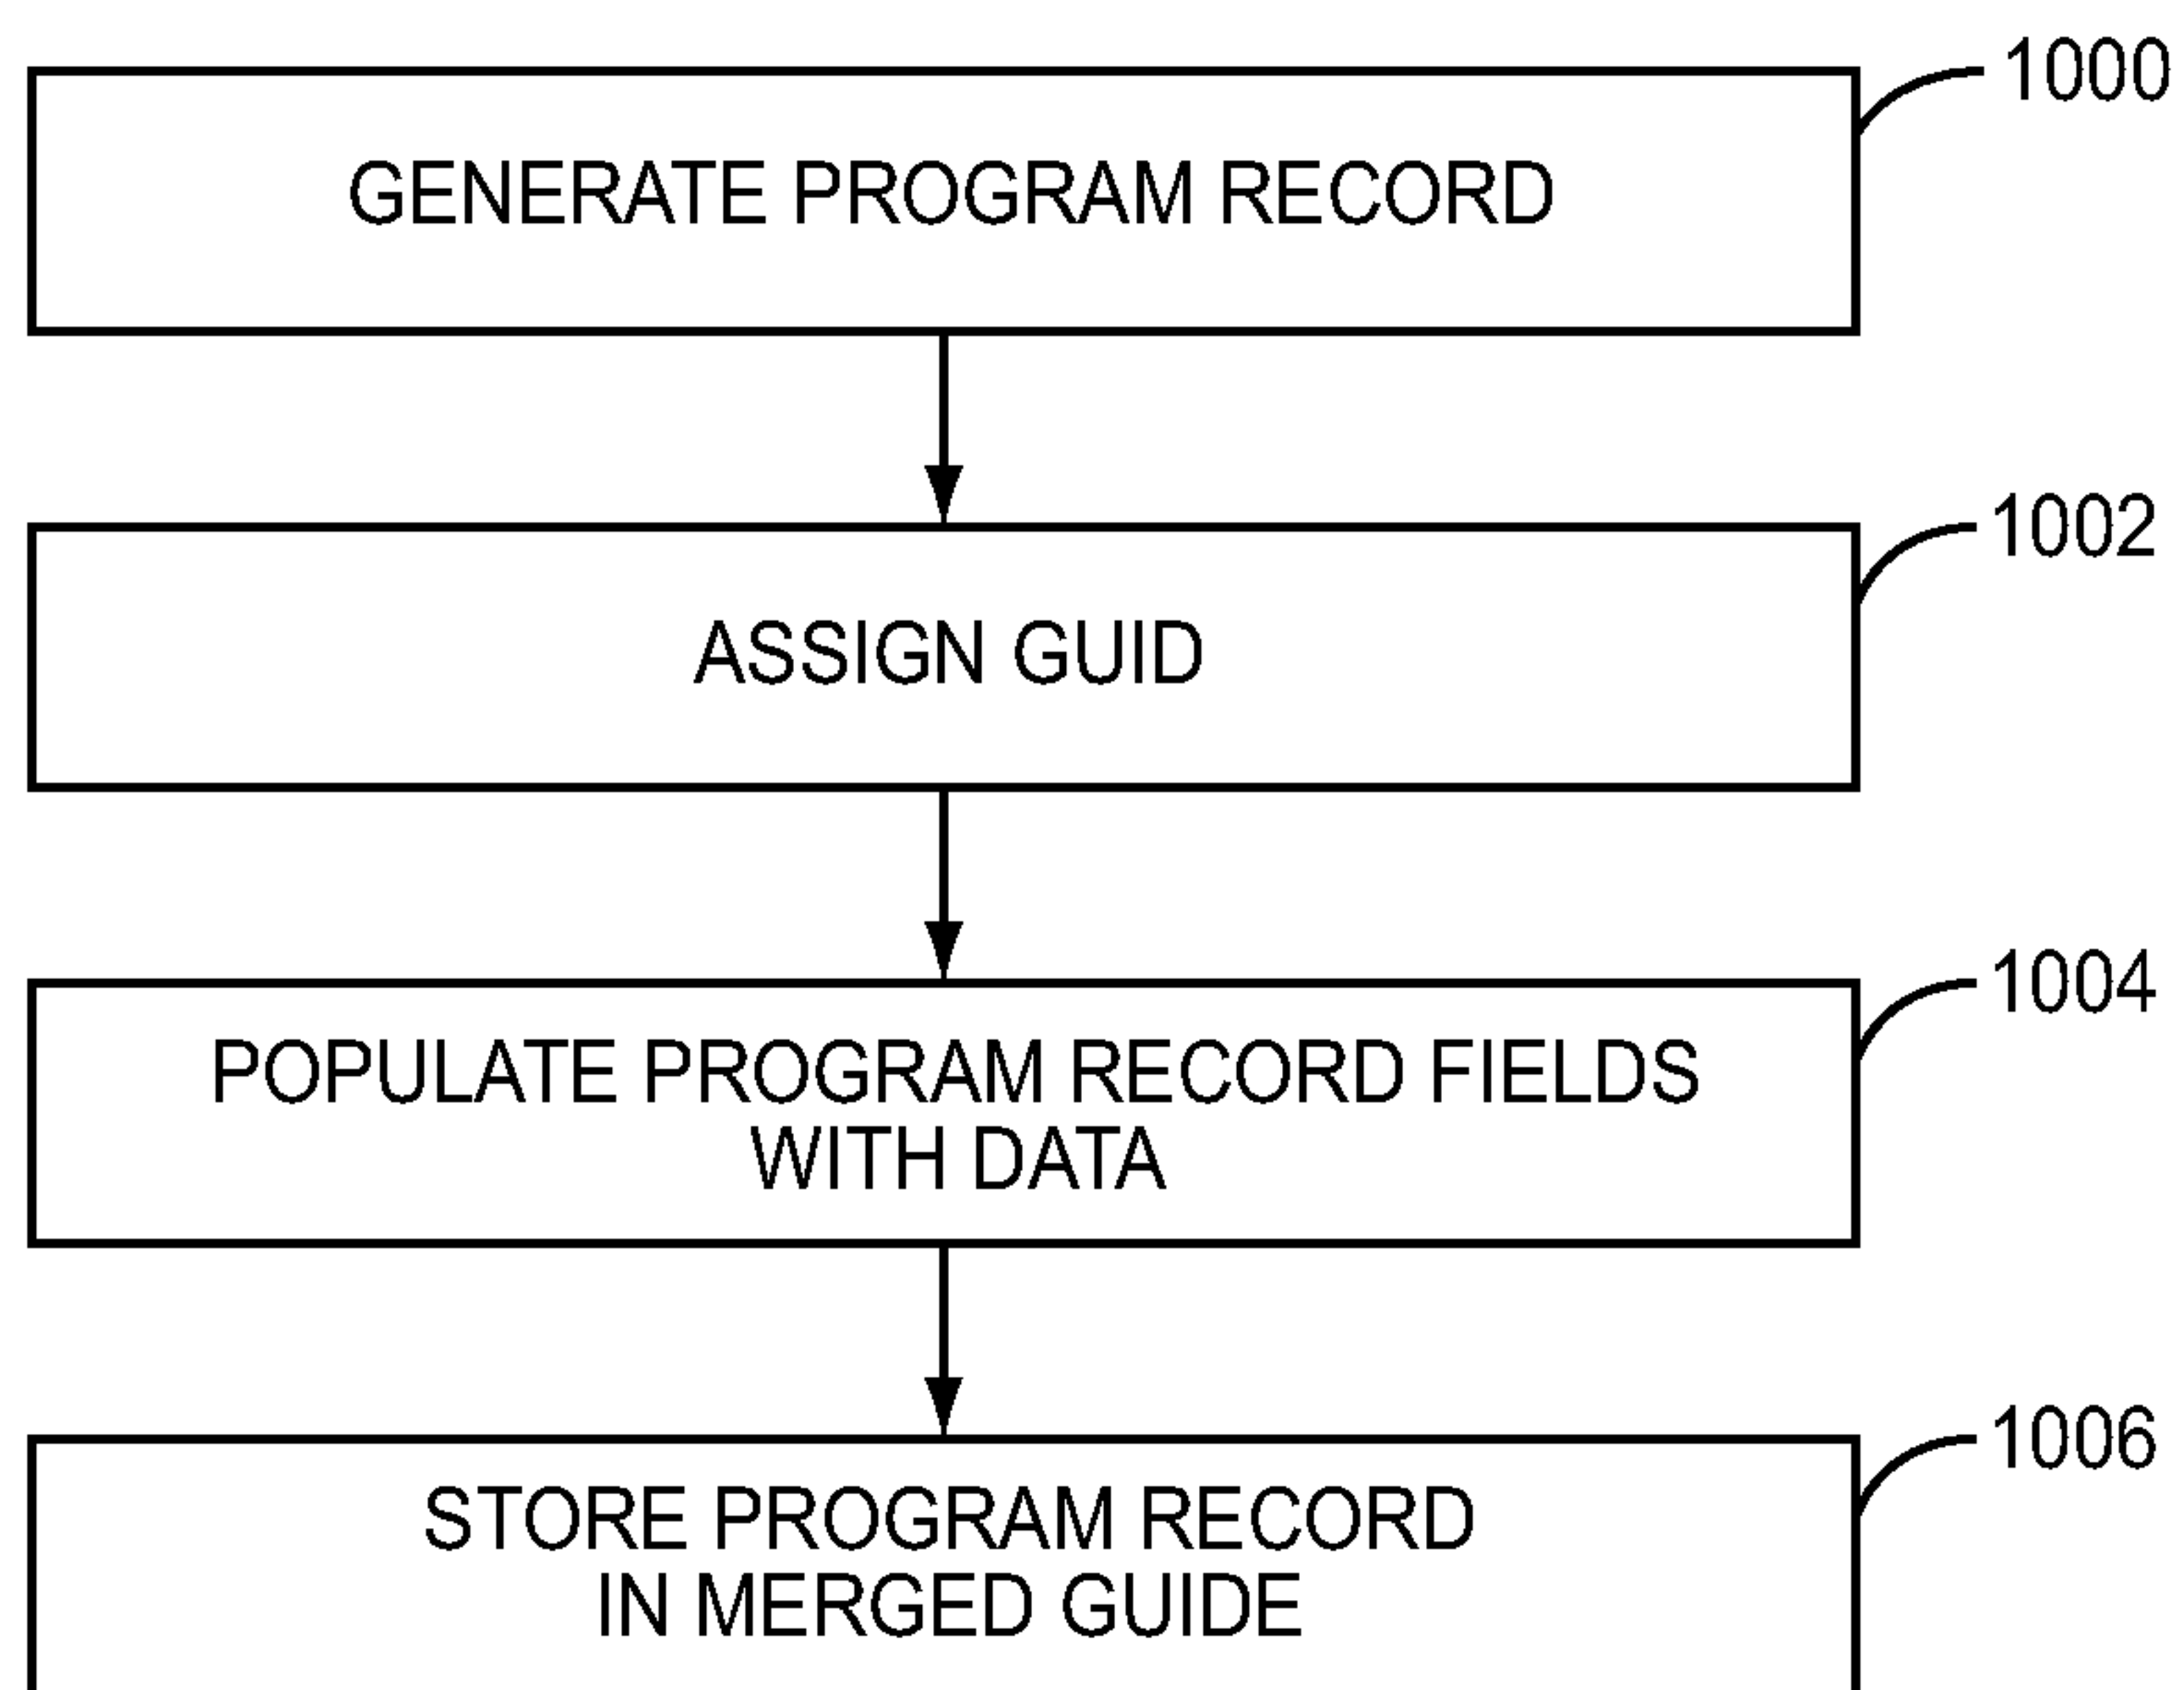 1000
GENERATE PROGRAM RECORD
1002
ASSIGN GUID
1004
POPULATE PROGRAM RECORD FIELDS
WITH DATA
1006
STORE PROGRAM RECORD
IN MERGED GUIDE